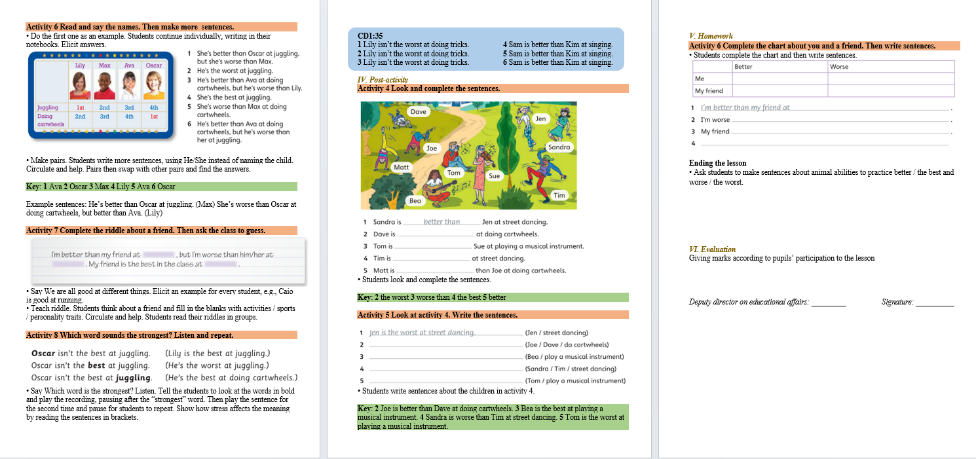 Activity 6 Read and say the names. Then make more sentences.
• Do the first one as an example. Students continue individually, writing in their
notebooks. Elicit answers.
Lily Max Ava Oscar
Juggling 1st 2nd 3rd 4th
Doing cartwheels 2nd 3rd 4th 1st
1 She's better than Oscar at juggling,
but she's worse than Max.
2 He's the worst at juggling.
3 He's better than Ava at doing
cartwheels, but he's worse than Lily.
4 She's the best at juggling.
5 She's worse than Max at doing
cartwheels.
6 He's better than Ava at doing
cartwheels, but he's worse than
her at juggling.
• Make pairs. Students write more sentences, using He/She instead of naming the child.
Circulate and help. Pairs then swap with other pairs and find the answers.
Key: 1 Ava 2 Oscar 3 Max 4 Lily 5 Ava 6 Oscar
Example sentences: He's better than Oscar at juggling. (Max) She's worse than Oscar at
doing cartwheels, but better than Ava. (Lily)
Activity 7 Complete the riddle about a friend. Then ask the class to guess.
I'm better than my friend at , but I'm worse than him/her at
. My friend is the best in the class at .
• Say We are good at different things. Elicit an example for every student, e.g., Caio
is good at running.
• Teach riddle. Students think about a friend and fill in the blanks with activities / sports
/ personality traits. Circulate and help. Students read their riddles in groups.
Activity 8 Which word sounds the strongest? Listen and repeat.
Oscar isn't the best at juggling. (Lily is the best at juggling.)
Oscar isn't the best at juggling. (He's the worst at juggling.)
Oscar isn't the best at juggling. (He's the best at doing cartwheels.)
• Say Which word is the strongest? Listen. Tell the students to look at the words in bold
and play the recording, pausing after the "strongest" word. Then play the sentence for
the second time and pause for students to repeat. Show how stress affects the meaning
by reading the sentences in brackets.
CD1:35
1 Lily isn't the worst at doing tricks. 4 Sam is better than Kim at singing.
2 Lily isn't the worst at doing tricks. 5 Sam is better than Kim at singing.
3 Lily isn't the worst at doing tricks. 6 Sam is better than Kim at singing.
IV. Post-activity
Activity 4 Look and complete the sentences.
Dave
Jen
Joe
Sandra
Matt
Tom
Sue
Bea
Tim
1 Sandra is better than Jen at street dancing.
2 Dave is at doing cartwheels.
3 Tom is Sue at playing a musical instrument.
4 Tim is at street dancing.
5 Matt is than Joe at doing cartwheels.
• Students look and complete the sentences.
Key: 2 the worst 3 worse than 4 the best 5 better
Activity 5 Look at activity 4. Write the sentences.
1 Jen is the worst at street dancing. (Jen / street dancing)
2 (Joe / Dave / do cartwheels)
3 (Bea / play a musical instrument)
4 (Sandra / Tim / street dancing)
5 (Tom / play a musical instrument)
• Students write sentences about the children in activity 4.
Key: 2 Joe is better than Dave at doing cartwheels. 3 Bea is the best at playing a
musical instrument. 4 Sandra is worse than Tim at street dancing. 5 Tom is the worst at
playing a musical instrument.
V. Homework
Activity 6 Complete the chart about you and a friend. Then write sentences.
• Students complete the chart and then write sentences.
Better Worse
Me
My friend
1 I'm better than my friend at .
2 I'm worse .
3 My friend .
4 .
Ending the lesson
• Ask students to make sentences about animal abilities to practice better / the best and
worse / the worst.
VI. Evaluation
Giving marks according to pupils' participation to the lesson
Deputy director on educational affairs: ________ Signature: _________